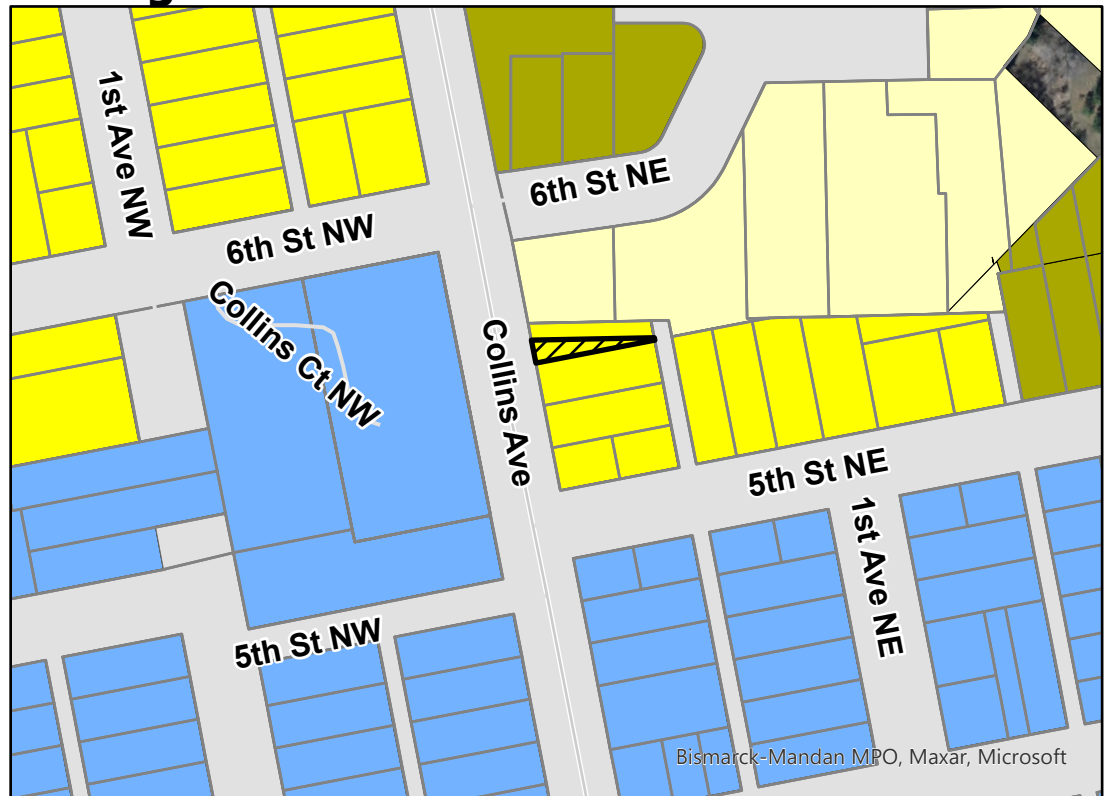 1st Ave NW
6th St NE
6th St NW
Collins Ct NW
Collins Ave
5th St NE
1st Ave NE
5th St NW
Bismarck-Mandan MPO, Maxar, Microsoft